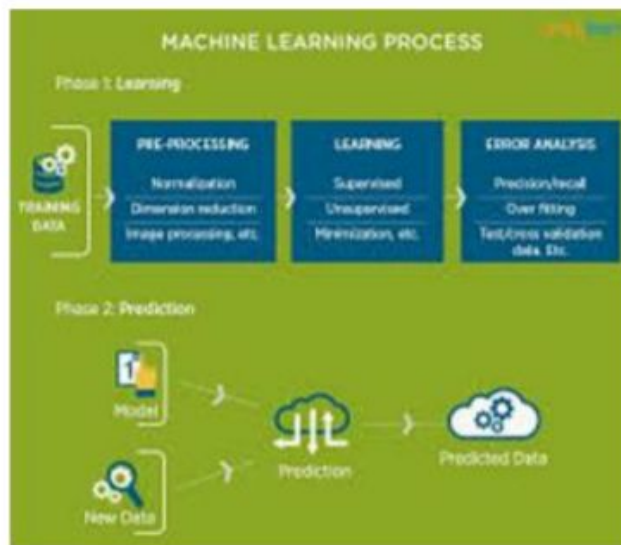 MACHINE LEARNING PROCESS
Phase 1: Learning
TRAINING
DATA
PRE-PROCESSING
Normalization
Dimension reduction
Image processing, etc.
LEARNING
Supervised
Unsupervised
Minimization, etc.
ERROR ANALYSIS
Precision/recall
Over fitting
Test/cross validation
data, Etc.
Phase 2: Prediction
1
Model
New Data
Prediction
Predicted Data